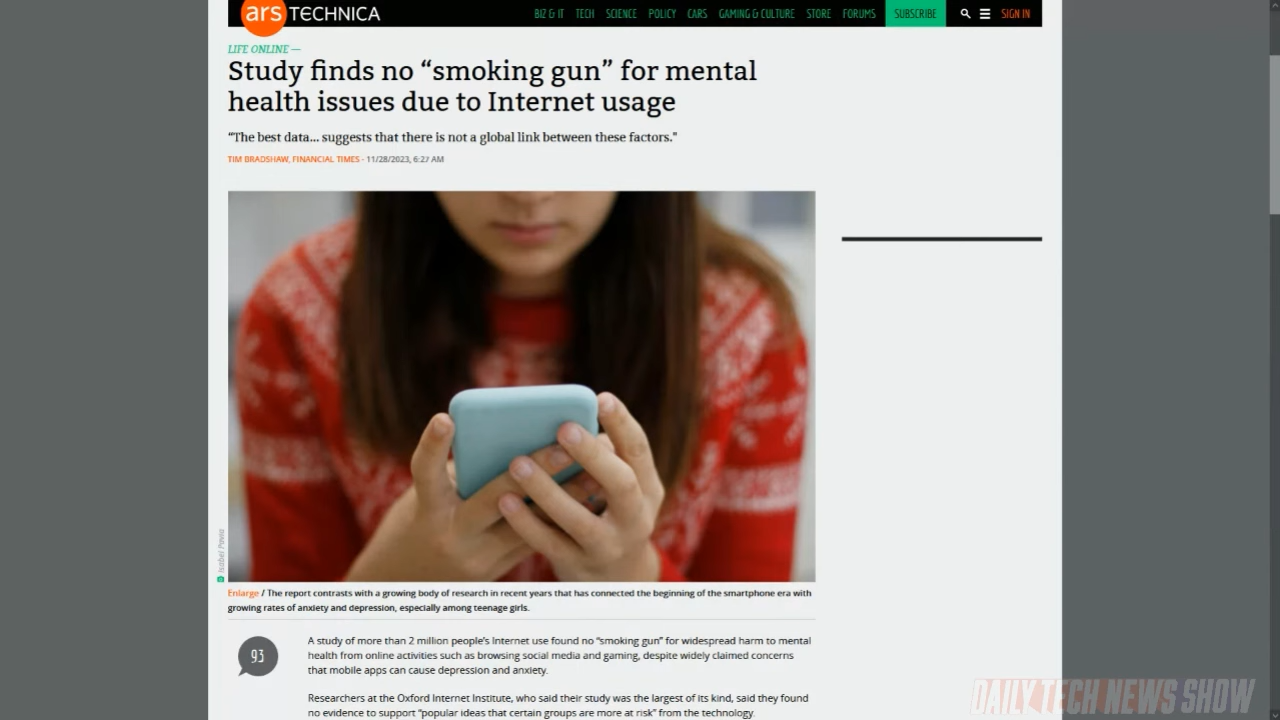 ars TECHNICA
BIZ & IT TECH SCIENCE POLICY CARS GAMING & CULTURE STORE FORUMS SUBSCRIBE SIGN IN
LIFE ONLINE —
Study finds no “smoking gun” for mental
health issues due to Internet usage
“The best data... suggests that there is not a global link between these factors."
TIM BRADSHAW, FINANCIAL TIMES - 11/28/2023, 6:27 AM
Isabel Pavia
Enlarge / The report contrasts with a growing body of research in recent years that has connected the beginning of the smartphone era with
growing rates of anxiety and depression, especially among teenage girls.
93
A study of more than 2 million people's Internet use found no “smoking gun” for widespread harm to mental
health from online activities such as browsing social media and gaming, despite widely claimed concerns
that mobile apps can cause depression and anxiety.
Researchers at the Oxford Internet Institute, who said their study was the largest of its kind, said they found
no evidence to support “popular ideas that certain groups are more at risk” from the technology.
DAILY TECH NEWS SHOW